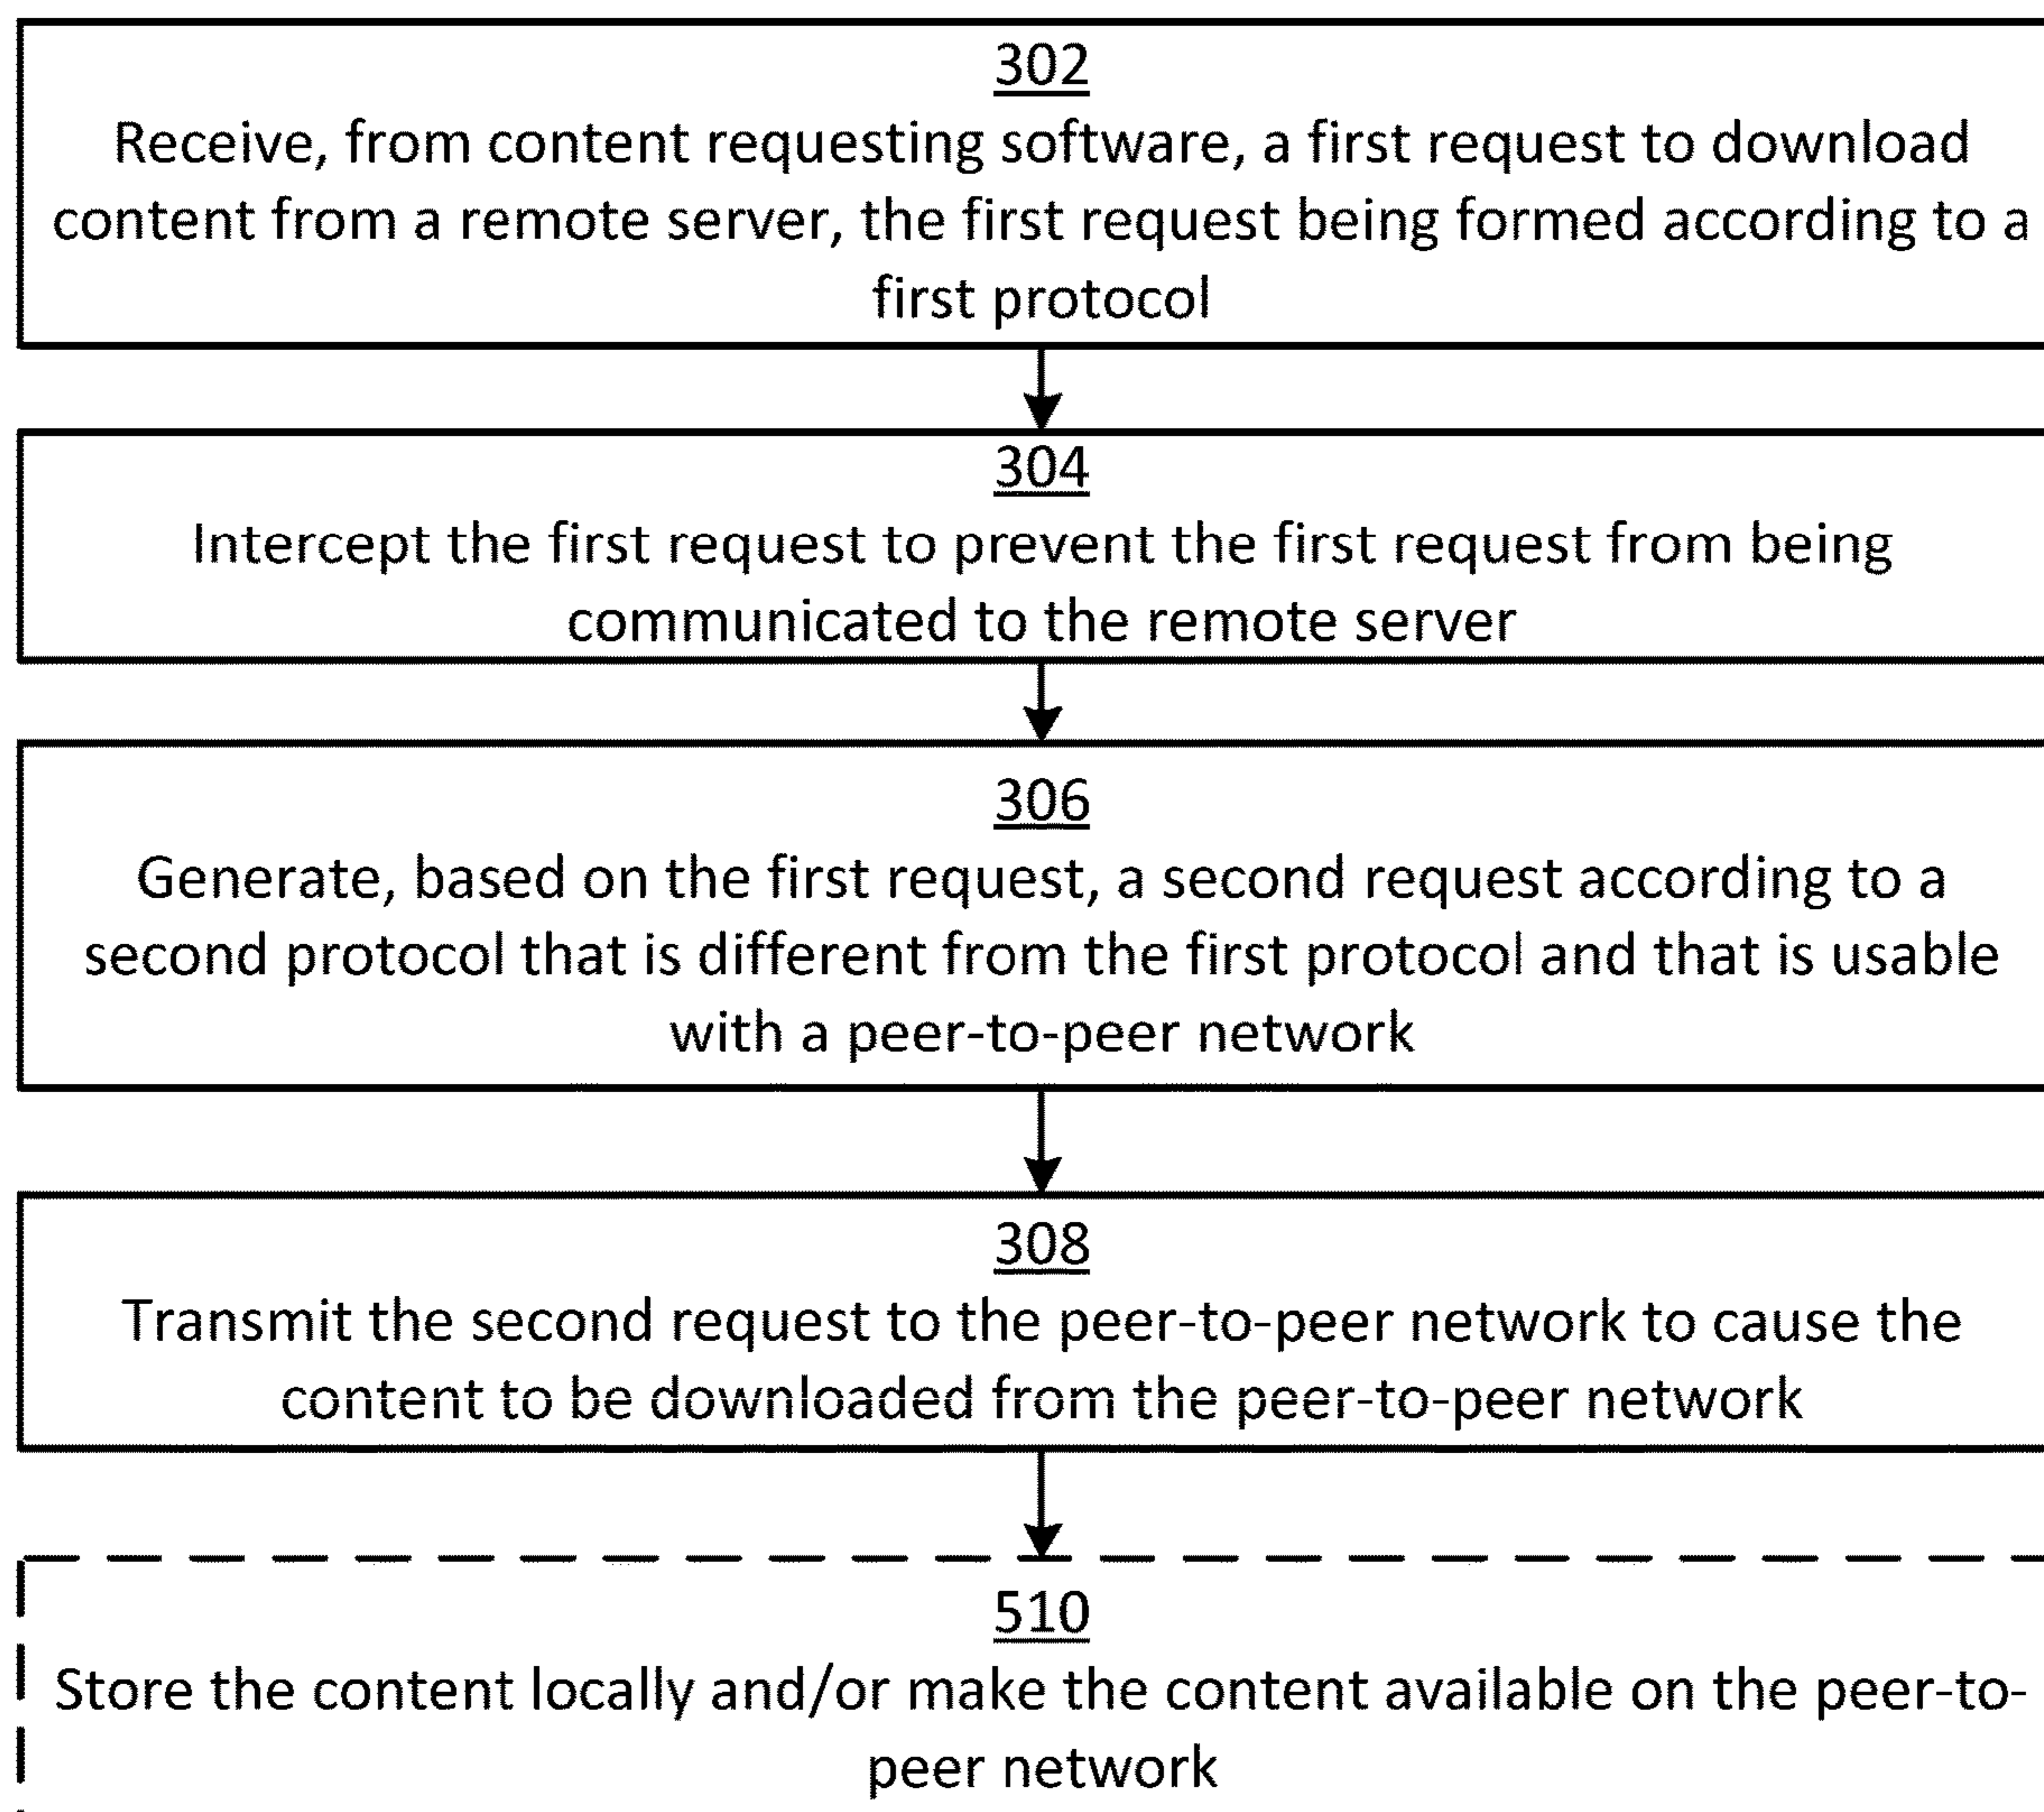 302
Receive, from content requesting software, a first request to download
content from a remote server, the first request being formed according to a
first protocol
304
Intercept the first request to prevent the first request from being
communicated to the remote server
306
Generate, based on the first request, a second request according to a
second protocol that is different from the first protocol and that is usable
with a peer-to-peer network
308
Transmit the second request to the peer-to-peer network to cause the
content to be downloaded from the peer-to-peer network
510
Store the content locally and/or make the content available on the peer-to-
peer network